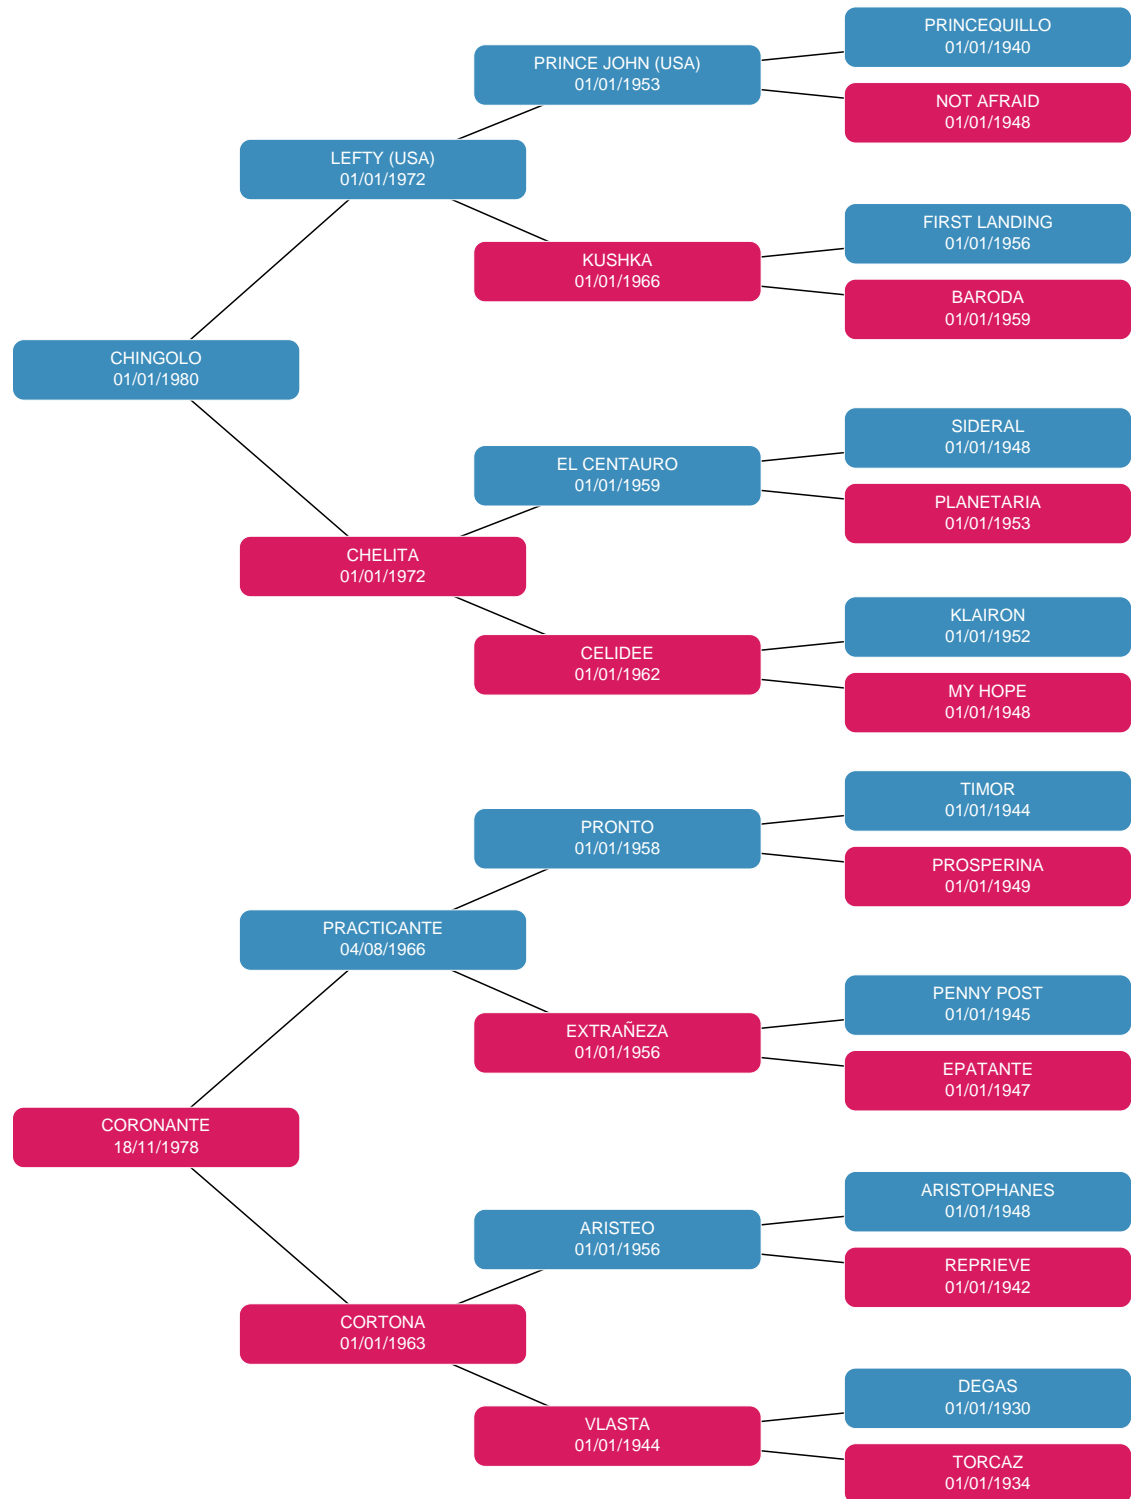 PRINCEQUILLO
01/01/1940
PRINCE JOHN (USA)
01/01/1953
NOT AFRAID
01/01/1948
LEFTY (USA)
01/01/1972
FIRST LANDING
01/01/1956
KUSHKA
01/01/1966
BARODA
01/01/1959
CHINGOLO
01/01/1980
SIDERAL
01/01/1948
EL CENTAURO
01/01/1959
PLANETARIA
01/01/1953
CHELITA
01/01/1972
KLAIRON
01/01/1952
CELIDEE
01/01/1962
MY HOPE
01/01/1948
TIMOR
01/01/1944
PRONTO
01/01/1958
PROSPERINA
01/01/1949
PRACTICANTE
04/08/1966
PENNY POST
01/01/1945
EXTRAÑEZA
01/01/1956
EPATANTE
01/01/1947
CORONANTE
18/11/1978
ARISTOPHANES
01/01/1948
ARISTEO
01/01/1956
REPRIEVE
01/01/1942
CORTONA
01/01/1963
DEGAS
01/01/1930
VLASTA
01/01/1944
TORCAZ
01/01/1934